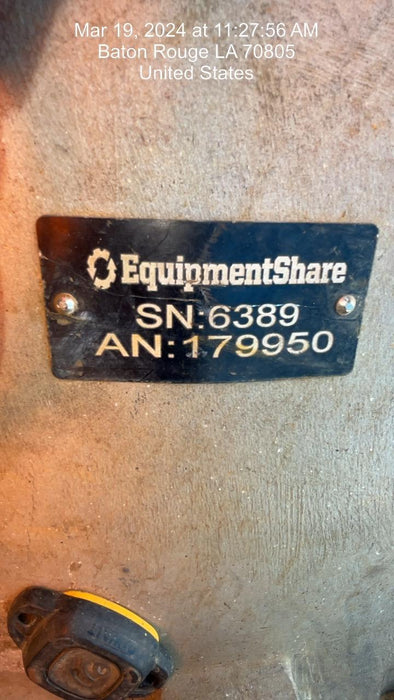 Mar 19, 2024 at 11:27:56 AM
Baton Rouge LA 70805
United States
EquipmentShare
SN:6389
AN:179950